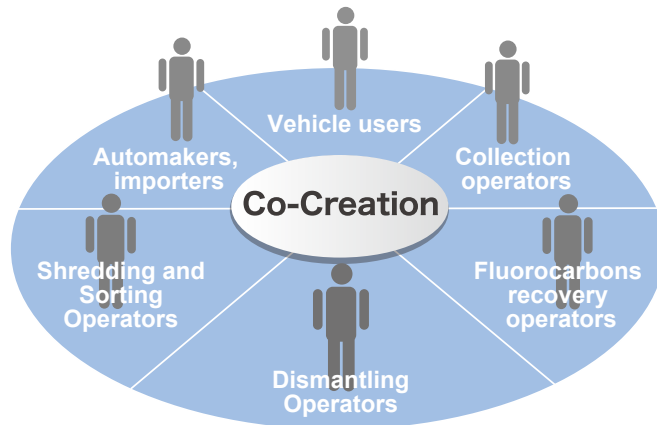 Vehicle users
Automakers,
importers
Collection
operators
Co-Creation
Shredding and
Sorting
Operators
Fluorocarbons
recovery
operators
Dismantling
Operators